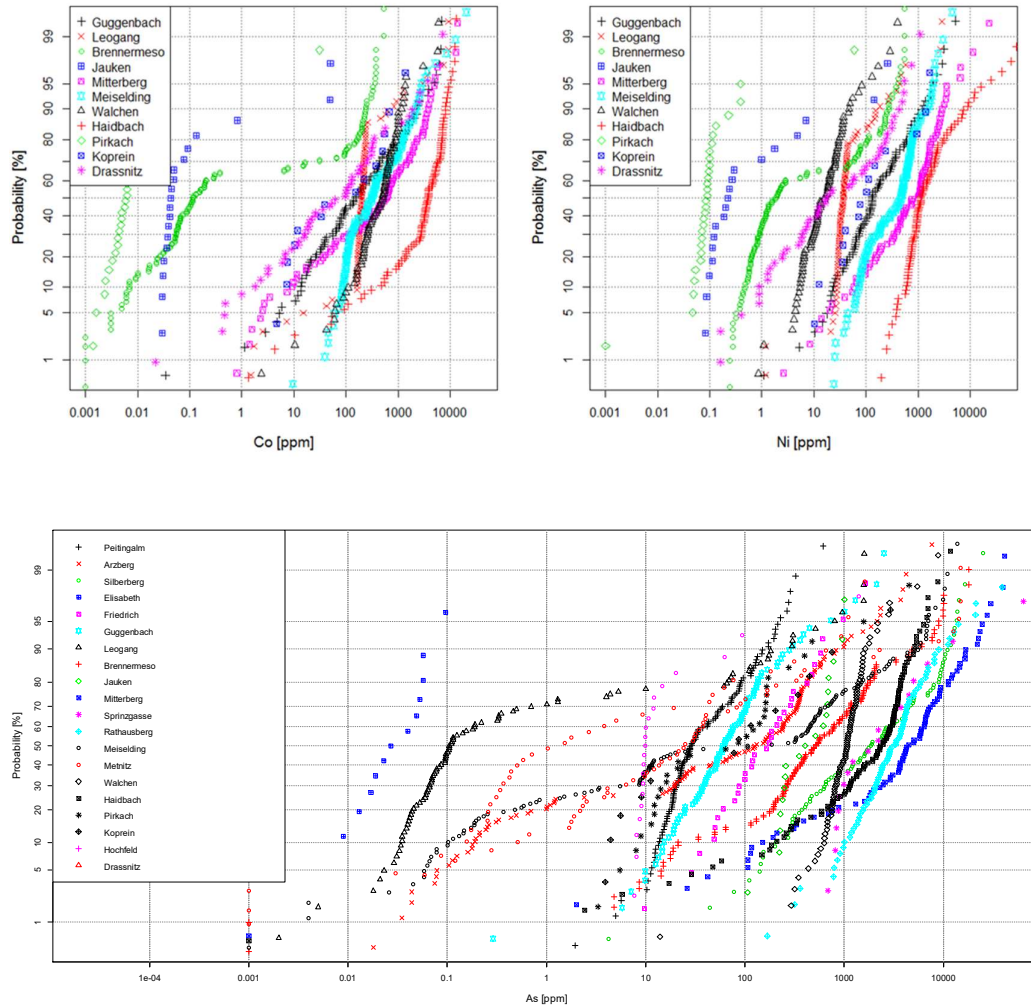 Guggenbach
Leogang
Brennermeso
Jauken
Mitterberg
Meiselding
Walchen
Haidbach
Pirkach
Koprein
Drassnitz
99
95
90
80
60
40
20
10
5
1
Probability [%]
0.001
0.01
0.1
1
10
100
1000
10000
Co [ppm]
Guggenbach
Leogang
Brennermeso
Jauken
Mitterberg
Meiselding
Walchen
Haidbach
Pirkach
Koprein
Drassnitz
99
95
90
80
60
40
20
10
5
1
Probability [%]
0.001
0.01
0.1
1
10
100
1000
10000
Ni [ppm]
Peitingalm
Arzberg
Silberberg
Elisabeth
Friedrich
Guggenbach
Leogang
Brennermeso
Jauken
Mitterberg
Sprinzgasse
Rathausberg
Meiselding
Metnitz
Walchen
Haidbach
Pirkach
Koprein
Hochfeld
Drassnitz
99
95
90
80
70
60
50
40
30
20
10
5
1
Probability [%]
1e-04
0.001
0.01
0.1
1
10
100
1000
10000
As [ppm]